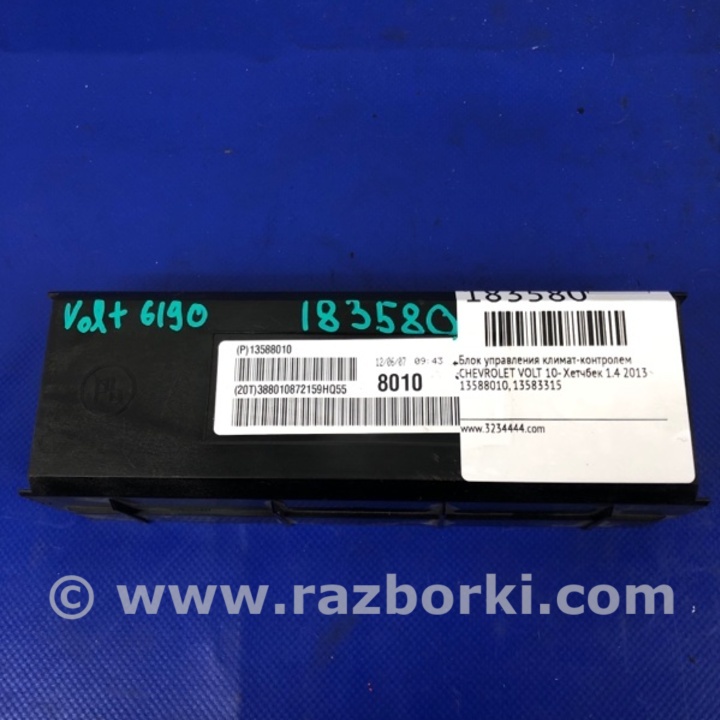 Volt 6190
183580
(P)13588010
12/06/07 09:43
(20T)388010872159HQ55
8010
183580
Блок управления климат-контролем
CHEVROLET VOLT 10- Хетчбек 1.4 2013
13588010,13583315
www.3234444.com
© www.razborki.com